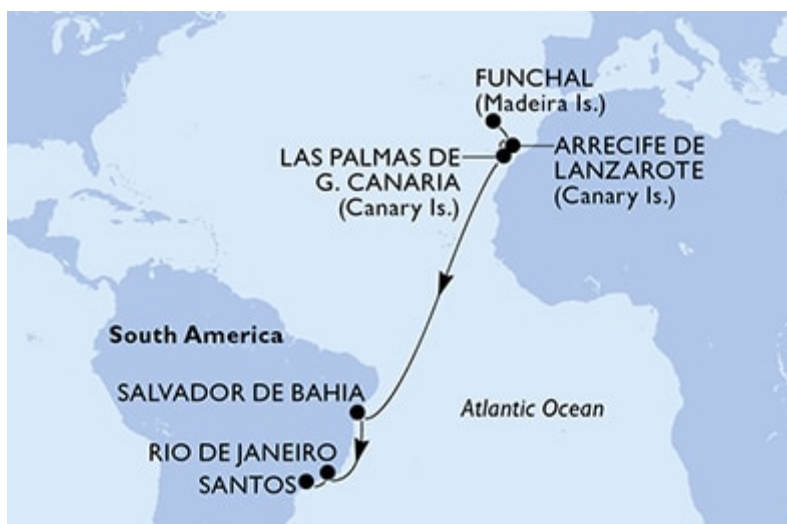 FUNCHAL
(Madeira Is.)
LAS PALMAS DE
G. CANARIA
(Canary Is.)
ARRECIFE DE
LANZAROTE
(Canary Is.)
South America
SALVADOR DE BAHIA
Atlantic Ocean
RIO DE JANEIRO
SANTOS